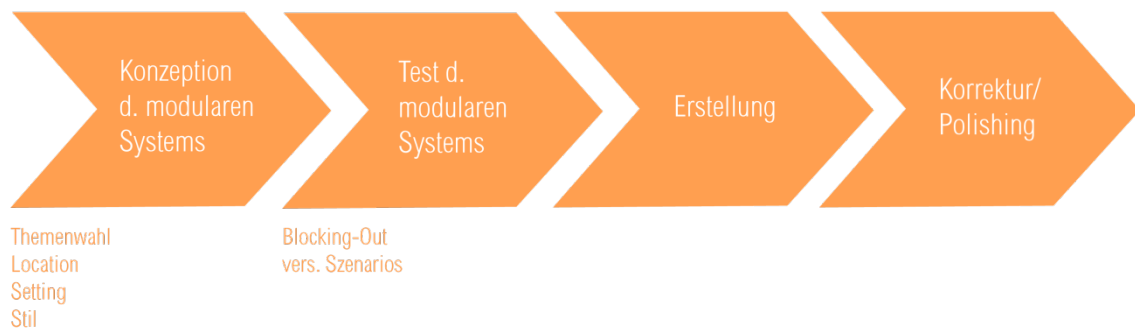 Konzeption
d. modularen
Systems
Test d.
modularen
Systems
Erstellung
Korrektur/
Polishing
Themenwahl
Location
Setting
Stil
Blocking-Out
vers. Szenarios